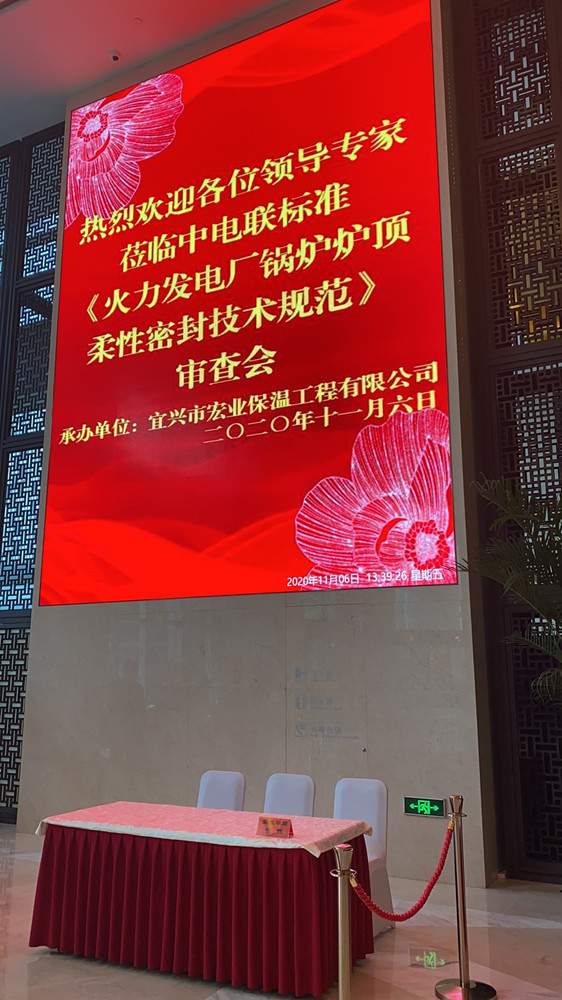 热烈欢迎各位领导专家
莅临中电联标准
《火力发电厂锅炉炉顶
柔性密封技术规范》
审查会
承办单位：宜兴市宏业保温工程有限公司
二〇二〇年十一月六日
2020年11月06日 13:39:26 星期五